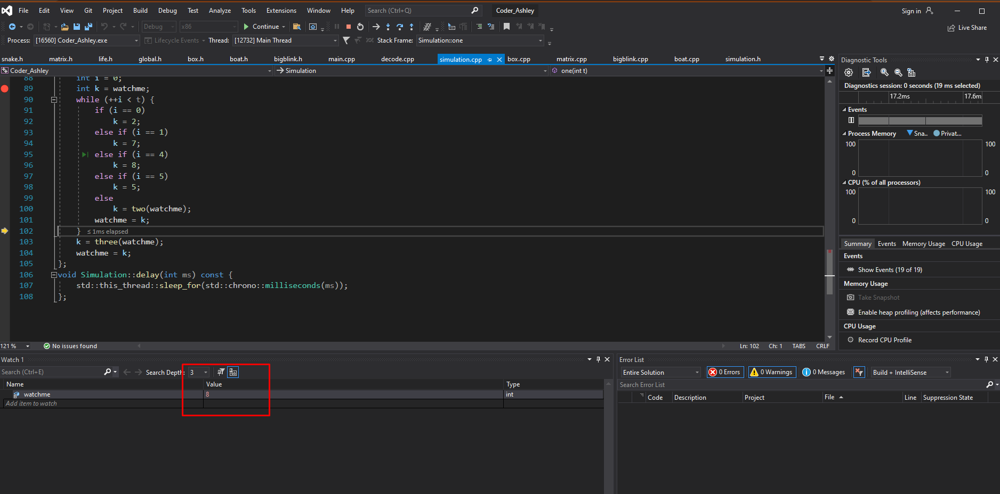 File Edit View Git Project Build Debug Test Analyze Tools Extensions Window Help Search (Ctrl+Q) Coder_Ashley Sign in
Debug x86 Continue Live Share
Process: [16560] Coder_Ashley.exe Lifecycle Events Thread: [12732] Main Thread Stack Frame: Simulation::one
snake.h matrix.h life.h global.h box.h boat.h bigblink.h main.cpp decode.cpp simulation.cpp box.cpp matrix.cpp bigblink.cpp boat.cpp simulation.h
Coder_Ashley Simulation one(int t)
88 int i = 0;
89 int k = watchme;
90 while (++i < t) {
91 if (i == 0)
92 k = 2;
93 else if (i == 1)
94 k = 7;
95 else if (i == 4)
96 k = 8;
97 else if (i == 5)
98 k = 5;
99 else
100 k = two(watchme);
101 watchme = k;
102 } ≤ 1ms elapsed
103 k = three(watchme);
104 watchme = k;
105 };
106 void Simulation::delay(int ms) const {
107 std::this_thread::sleep_for(std::chrono::milliseconds(ms));
108 };
121 % No issues found Ln: 102 Ch: 1 TABS CRLF
Diagnostic Tools
Diagnostics session: 0 seconds (19 ms selected)
17.2ms 17.6m
Events
Process Memory Sna.. Privat...
100 100
0 0
CPU (% of all processors)
100 100
0 0
Summary Events Memory Usage CPU Usage
Events
Show Events (19 of 19)
Memory Usage
Take Snapshot
Enable heap profiling (affects performance)
CPU Usage
Record CPU Profile
Watch 1
Search (Ctrl+E) Search Depth: 3
Name Value Type
watchme 8 int
Add item to watch
Error List
Entire Solution 0 Errors 0 Warnings 0 Messages Build + IntelliSense
Search Error List
Code Description Project File Line Suppression State